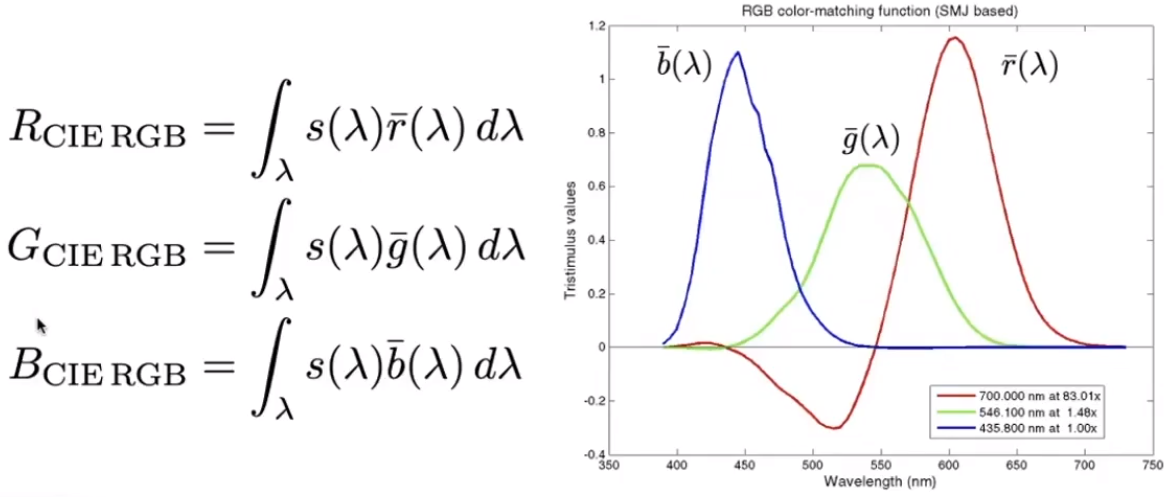 R_CIE RGB = ∫_λ s(λ)r̄(λ) dλ
G_CIE RGB = ∫_λ s(λ)ḡ(λ) dλ
B_CIE RGB = ∫_λ s(λ)b̄(λ) dλ
RGB color-matching function (SMJ based)
b̄(λ)
r̄(λ)
ḡ(λ)
Tristimulus values
1.2
1
0.8
0.6
0.4
0.2
0
-0.2
-0.4
700.000 nm at 83.01x
546.100 nm at 1.48x
435.800 nm at 1.00x
350 400 450 500 550 600 650 700 750
Wavelength (nm)